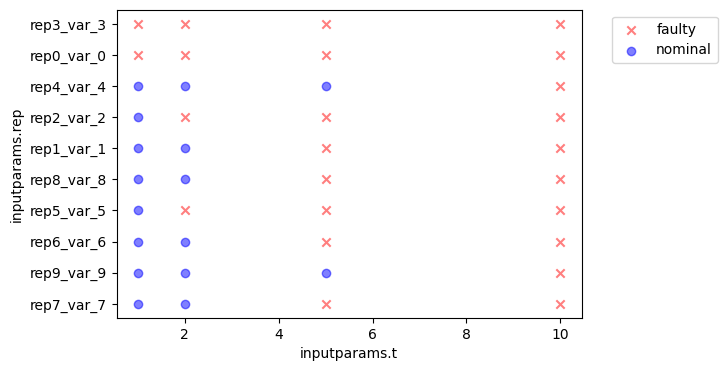 rep3_var_3
rep0_var_0
rep4_var_4
rep2_var_2
rep1_var_1
rep8_var_8
rep5_var_5
rep6_var_6
rep9_var_9
rep7_var_7
inputparams.rep
2 4 6 8 10
inputparams.t
faulty
nominal